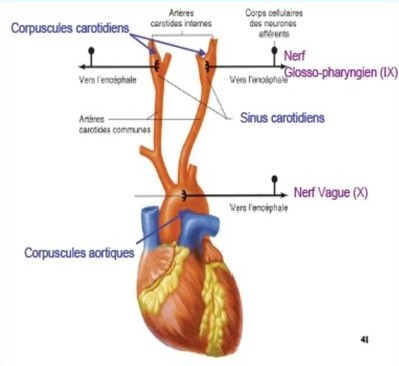 Corpuscules carotidiens
Artères
carotides internes
Corps cellulaires
des neurones
afférents
Nerf
Glosso-pharyngien (IX)
Vers l'encéphale
Vers l'encéphale
Artères
carotides communes
Sinus carotidiens
Nerf Vague (X)
Vers l'encéphale
Corpuscules aortiques
41